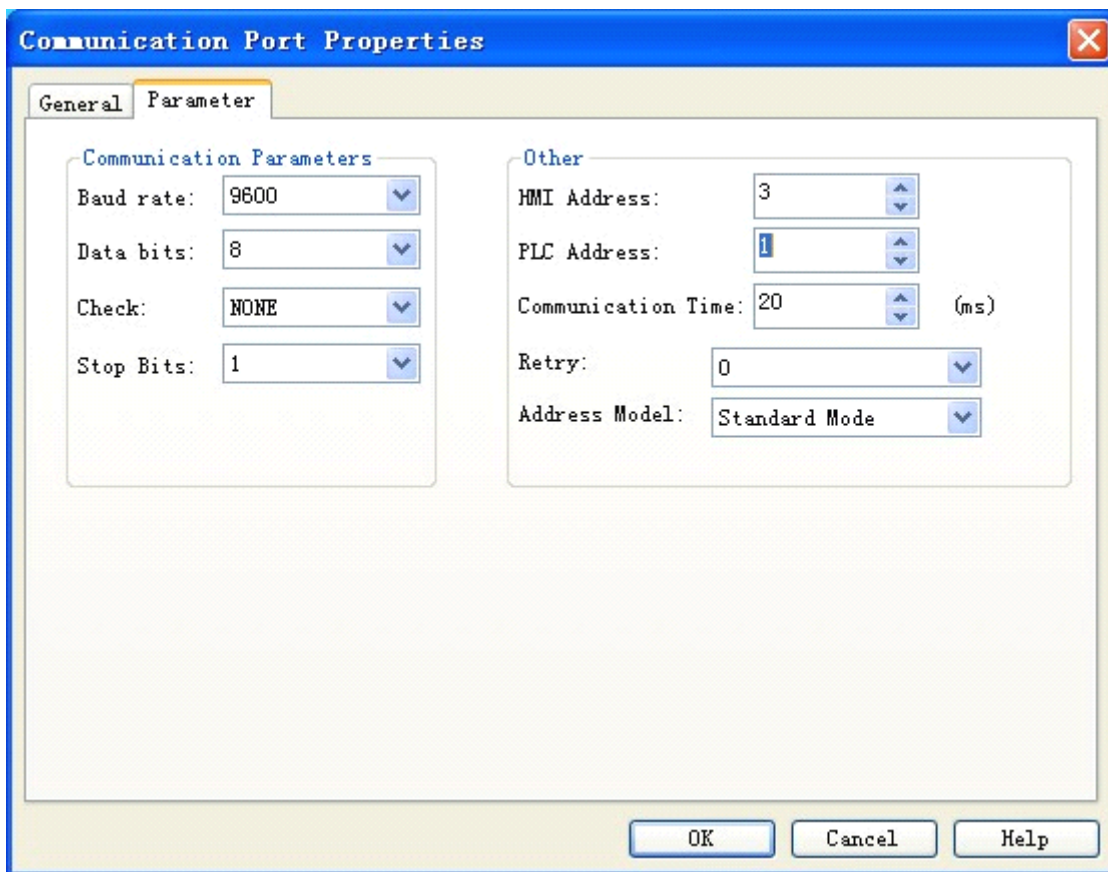 Communication Port Properties
General
Parameter
Communication Parameters
Baud rate: 9600
Data bits: 8
Check: NONE
Stop Bits: 1
Other
HMI Address: 3
PLC Address: 1
Communication Time: 20 (ms)
Retry: 0
Address Model: Standard Mode
OK
Cancel
Help